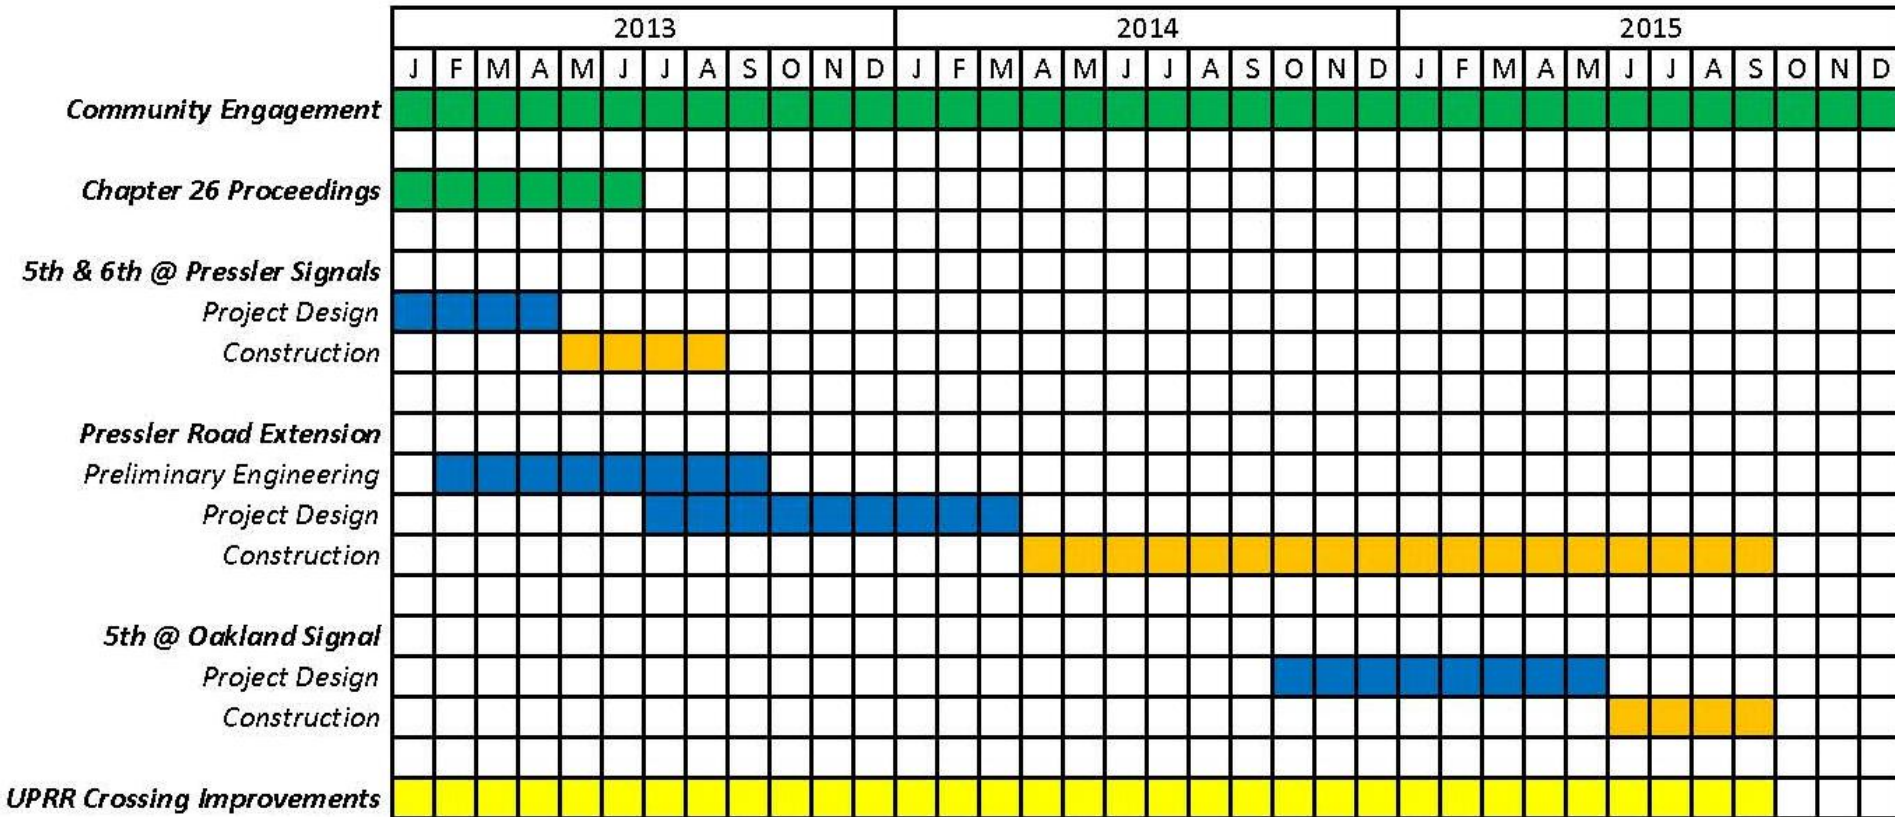 2013 2014 2015
J F M A M J J A S O N D J F M A M J J A S O N D J F M A M J J A S O N D
Community Engagement
Chapter 26 Proceedings
5th & 6th @ Pressler Signals
Project Design
Construction
Pressler Road Extension
Preliminary Engineering
Project Design
Construction
5th @ Oakland Signal
Project Design
Construction
UPRR Crossing Improvements